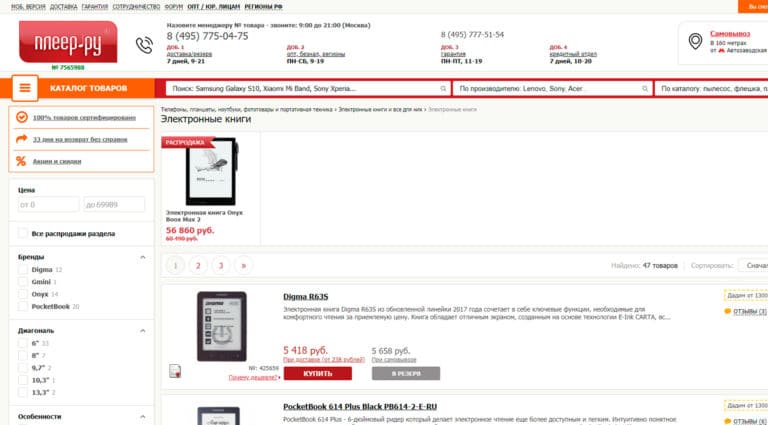 МОБ. ВЕРСИЯ ДОСТАВКА ГАРАНТИЯ СОТРУДНИЧЕСТВО ФОРУМ ОПТ / ЮР. ЛИЦАМ РЕГИОНЫ РФ
Вы смо
плеер.ру
№ 7565988
Назовите менеджеру № товара - звоните: 9:00 до 21:00 (Москва)
8 (495) 775-04-75
8 (495) 777-51-54
ДОБ. 1
доставка/резерв
7 дней, 9-21
ДОБ. 2
опт, безнал, регионы
ПН-СБ, 9-19
ДОБ. 3
гарантия
ПН-ПТ, 11-19
ДОБ. 4
кредитный отдел
7 дней, 10-20
Самовывоз
В 160 метрах
от Автозаводская
КАТАЛОГ ТОВАРОВ
Поиск: Samsung Galaxy S10, Xiaomi Mi Band, Sony Xperia...
По производителю: Lenovo, Sony, Acer
По каталогу: пылесос, флешка, п
100% товаров сертифицировано
33 дня на возврат без справок
Акции и скидки
Телефоны, планшеты, ноутбуки, фототовары и портативная техника » Электронные книги и все для них » Электронные книги
Электронные книги
РАСПРОДАЖА
Электронная книга Onyx
Boox Max 2
56 860 руб.
60 490 руб.
Цена
от 0
до 69989
Все распродажи раздела
Бренды
Digma 12
Gmini 1
Onyx 14
PocketBook 20
Диагональ
6" 33
8" 7
9,7" 2
10,3" 1
13,3" 2
Особенности
1 2 3 »
Найдено: 47 товаров
Сортировать:
Сначал
Digma R63S
Электронная книга Digma R63S из обновленной линейки 2017 года сочетает в себе ключевые функции, необходимые для
комфортного чтения за приемлемую цену. Книга обладает отличным экраном, созданным на основе технологии E-Ink CARTA, вс...
5 418 руб.
При доставке (от 238 рублей)
5 658 руб.
При самовывозе
№: 425659
Почему дешевле?
КУПИТЬ
В РЕЗЕРВ
Дадим от 1300
ОТЗЫВЫ (3)
PocketBook 614 Plus Black PB614-2-E-RU
PocketBook 614 Plus - 6-дюймовый ридер который делает электронное чтение еще более доступным и легким. Интуитивно понятное
Дадим от 1300
ОТЗЫВЫ (6)